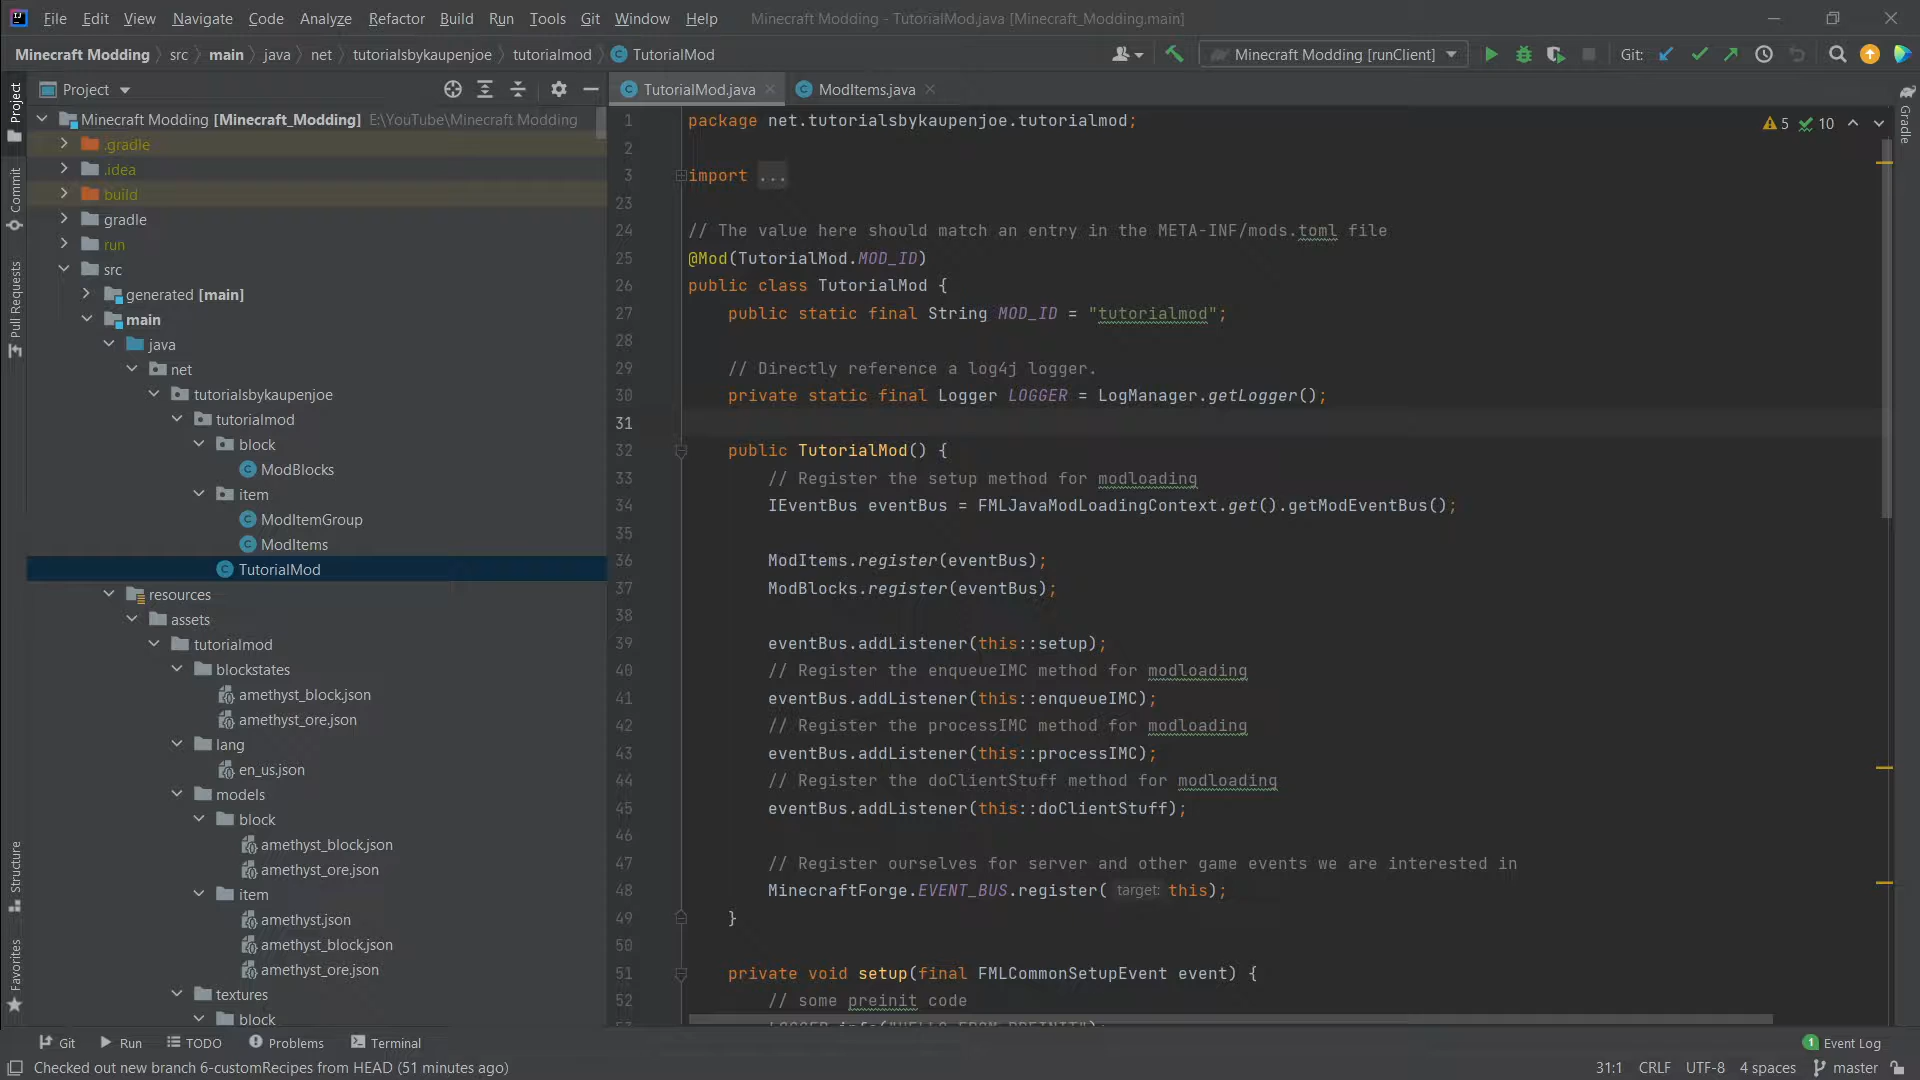 File Edit View Navigate Code Analyze Refactor Build Run Tools Git Window Help Minecraft Modding - TutorialMod.java [Minecraft_Modding.main]
Minecraft Modding src main java net tutorialsbykaupenjoe tutorialmod TutorialMod Minecraft Modding [runClient] Git:
Project
TutorialMod.java ModItems.java
Minecraft Modding [Minecraft_Modding] E:\YouTube\Minecraft Modding
.gradle
.idea
build
gradle
run
src
generated [main]
main
java
net
tutorialsbykaupenjoe
tutorialmod
block
ModBlocks
item
ModItemGroup
ModItems
TutorialMod
resources
assets
tutorialmod
blockstates
amethyst_block.json
amethyst_ore.json
lang
en_us.json
models
block
amethyst_block.json
amethyst_ore.json
item
amethyst.json
amethyst_block.json
amethyst_ore.json
textures
block
Project
Commit
Pull Requests
Structure
Favorites
Gradle
5 10
1 package net.tutorialsbykaupenjoe.tutorialmod;
2
3 import ...
23
24 // The value here should match an entry in the META-INF/mods.toml file
25 @Mod(TutorialMod.MOD_ID)
26 public class TutorialMod {
27 public static final String MOD_ID = "tutorialmod";
28
29 // Directly reference a log4j logger.
30 private static final Logger LOGGER = LogManager.getLogger();
31
32 public TutorialMod() {
33 // Register the setup method for modloading
34 IEventBus eventBus = FMLJavaModLoadingContext.get().getModEventBus();
35
36 ModItems.register(eventBus);
37 ModBlocks.register(eventBus);
38
39 eventBus.addListener(this::setup);
40 // Register the enqueueIMC method for modloading
41 eventBus.addListener(this::enqueueIMC);
42 // Register the processIMC method for modloading
43 eventBus.addListener(this::processIMC);
44 // Register the doClientStuff method for modloading
45 eventBus.addListener(this::doClientStuff);
46
47 // Register ourselves for server and other game events we are interested in
48 MinecraftForge.EVENT_BUS.register( target: this);
49 }
50
51 private void setup(final FMLCommonSetupEvent event) {
52 // some preinit code
53 LOGGER.info("HELLO FROM PREINIT");
Git Run TODO Problems Terminal 1 Event Log
Checked out new branch 6-customRecipes from HEAD (51 minutes ago) 31:1 CRLF UTF-8 4 spaces master